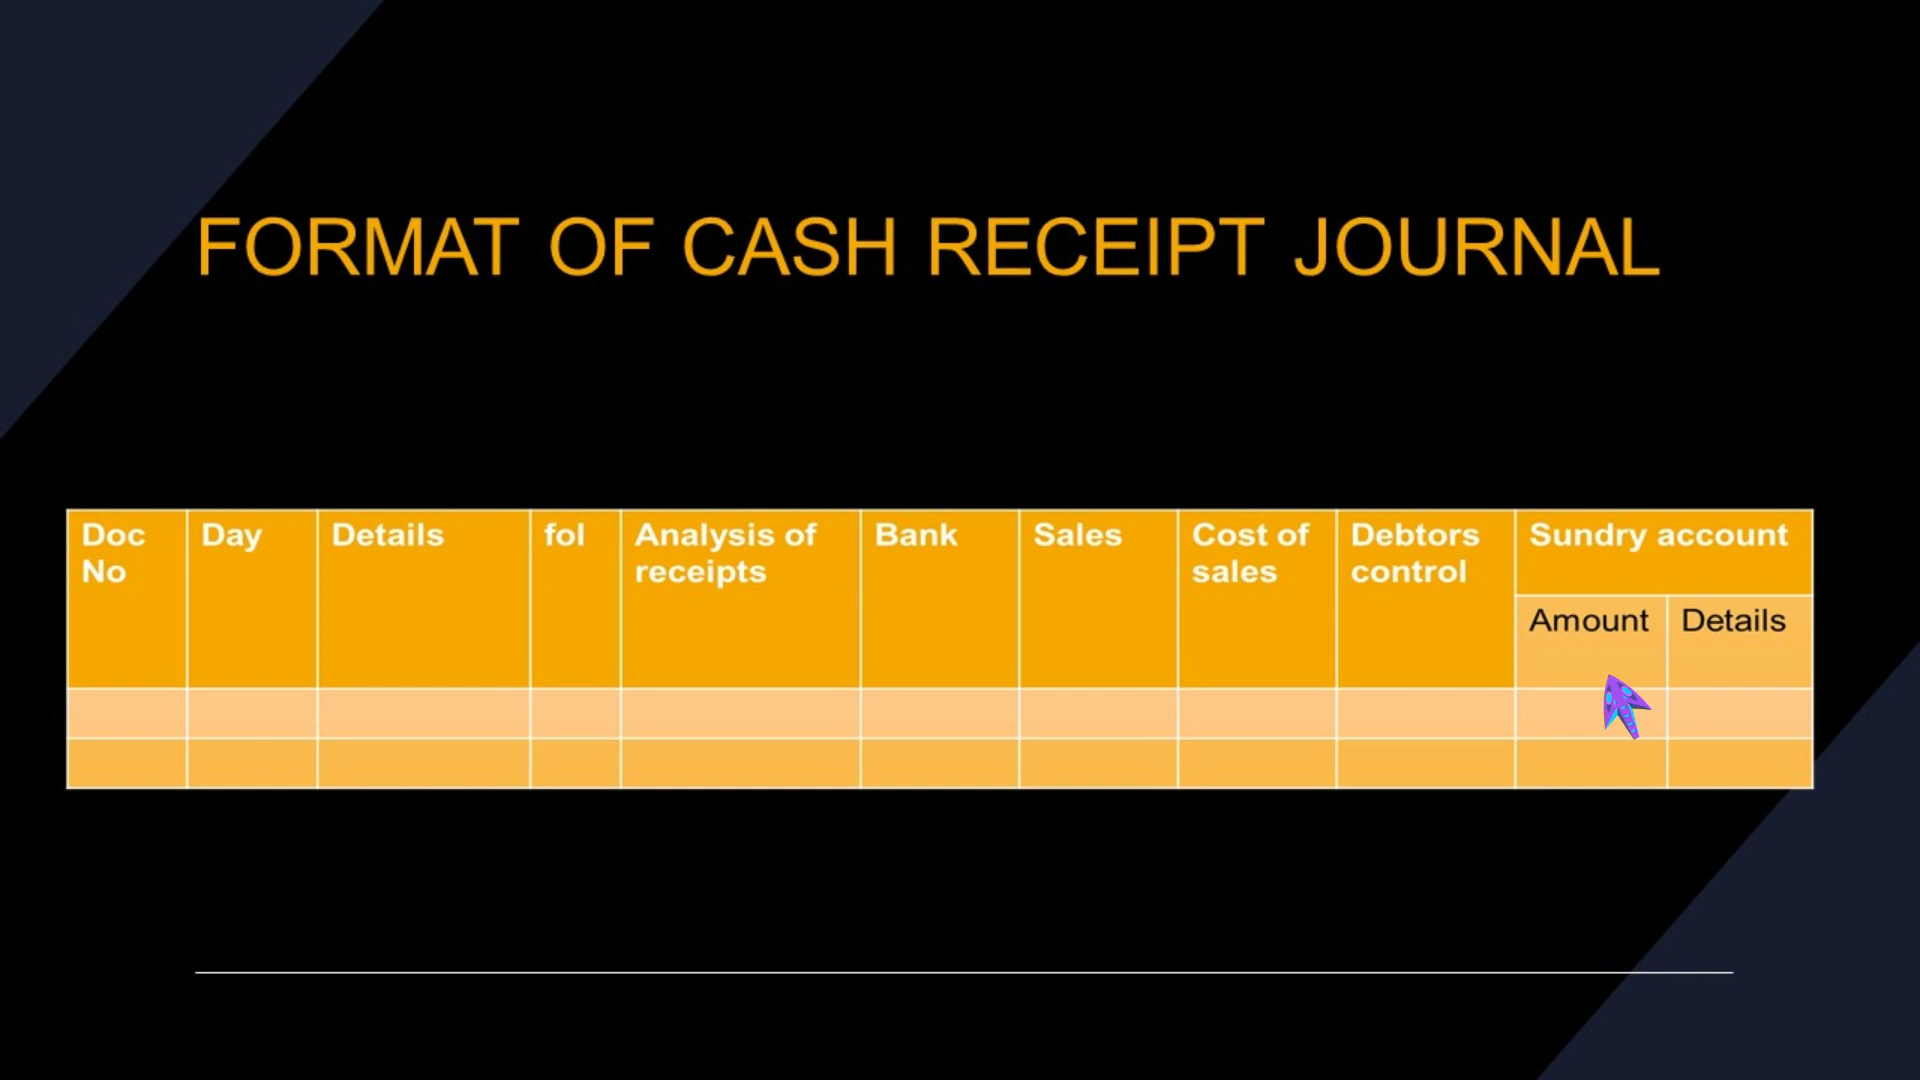 FORMAT OF CASH RECEIPT JOURNAL
Doc No
Day
Details
fol
Analysis of receipts
Bank
Sales
Cost of sales
Debtors control
Sundry account
Amount
Details